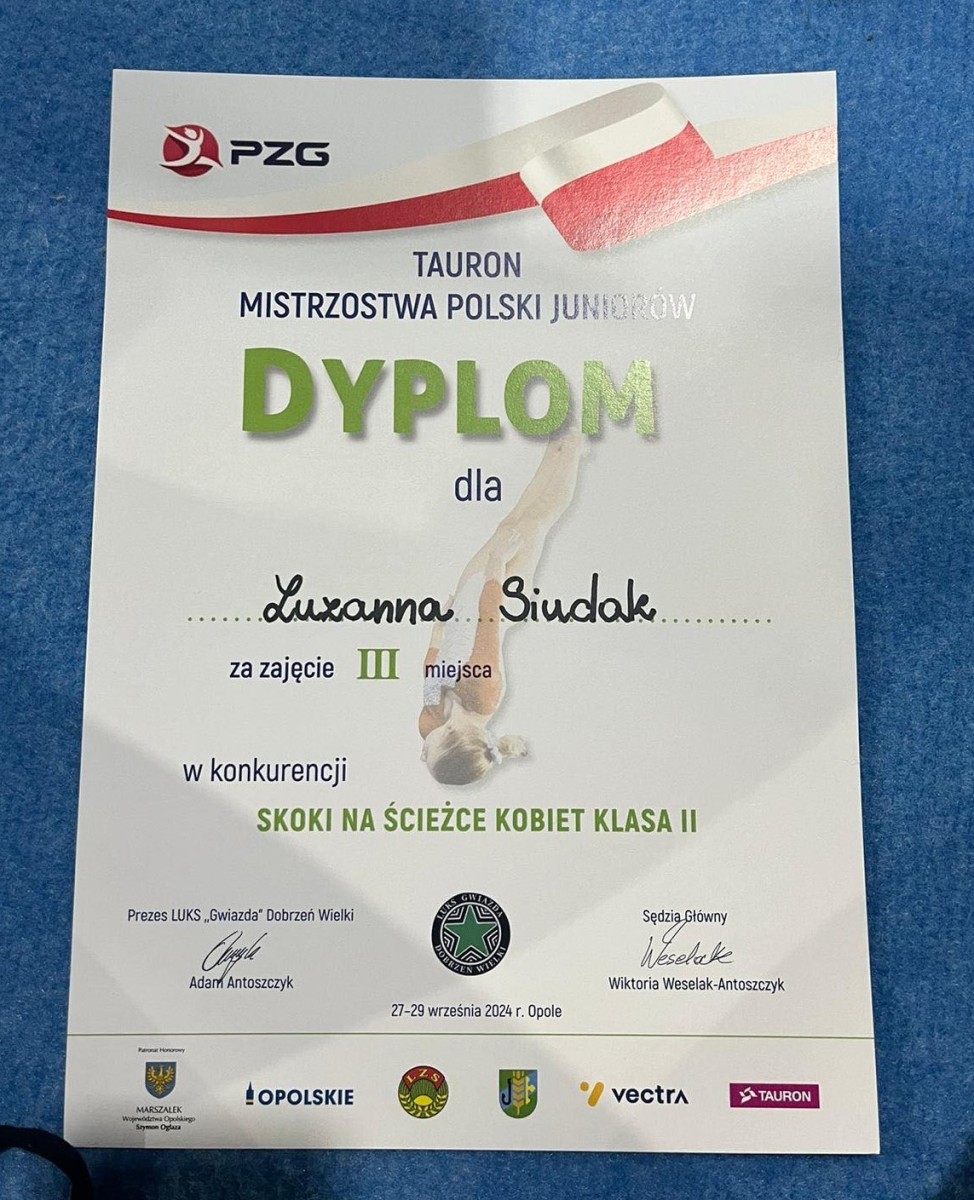 PZG
TAURON
MISTRZOSTWA POLSKI JUNIORÓW
DYPLOM
dla
Zuzanna Siudak
za zajęcie III miejsca
w konkurencji
SKOKI NA ŚCIEŻCE KOBIET KLASA II
Prezes LUKS „Gwiazda” Dobrzeń Wielki
Adam Antoszczyk
LUKS GWIAZDA
DOBRZEŃ WIELKI
Sędzia Główny
Weselak
Wiktoria Weselak-Antoszczyk
27–29 września 2024 r. Opole
Patronat Honorowy
MARSZAŁEK
Województwa Opolskiego
Szymon Ogłaza
OPOLSKIE
LZS
vectra
TAURON